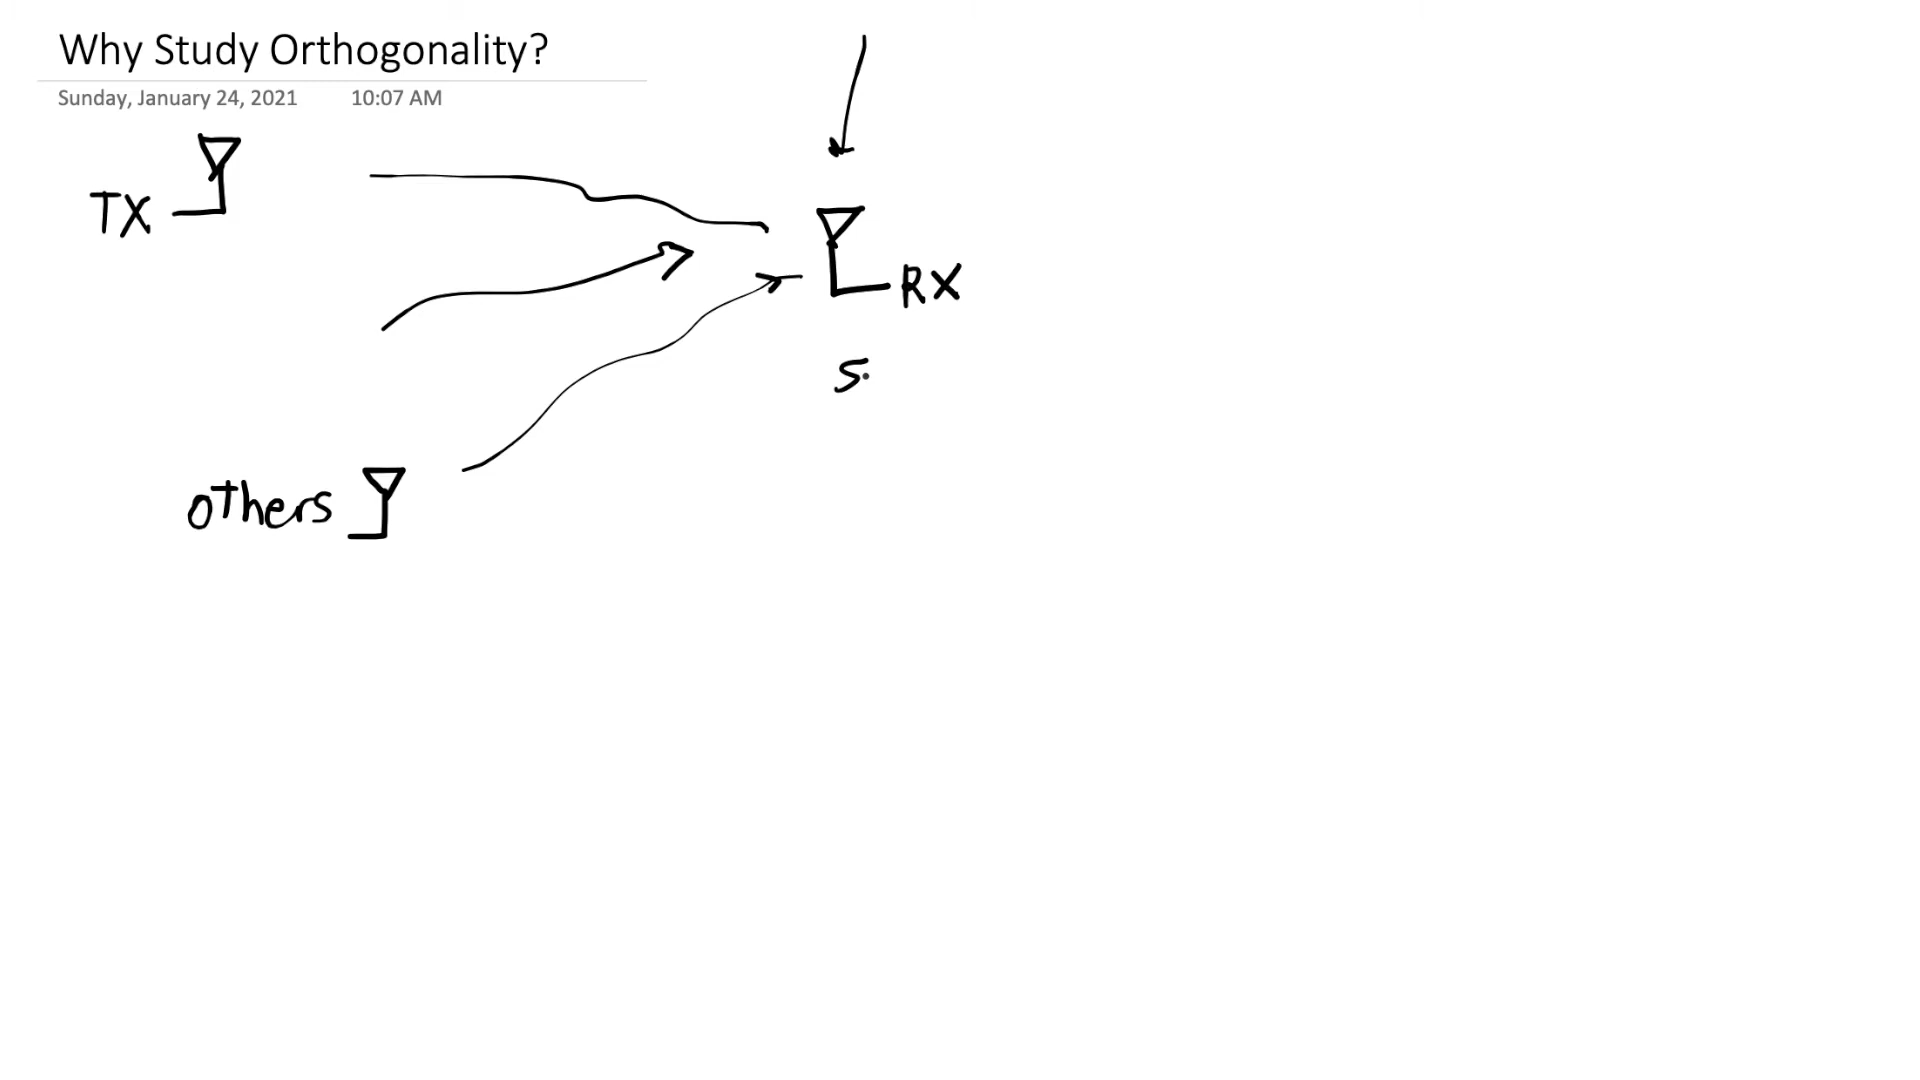 Why Study Orthogonality?
Sunday, January 24, 2021 10:07 AM
TX
RX
S
others